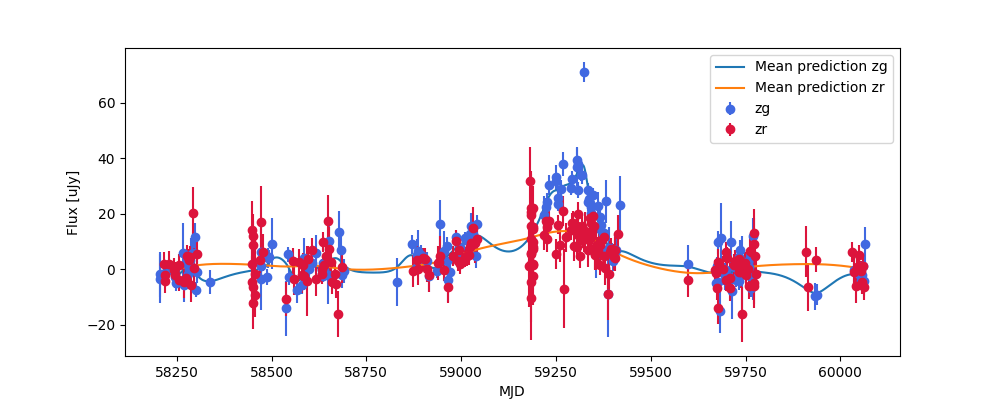 Mean prediction zg
Mean prediction zr
zg
zr
60
40
20
0
−20
Flux [uJy]
58250 58500 58750 59000 59250 59500 59750 60000
MJD